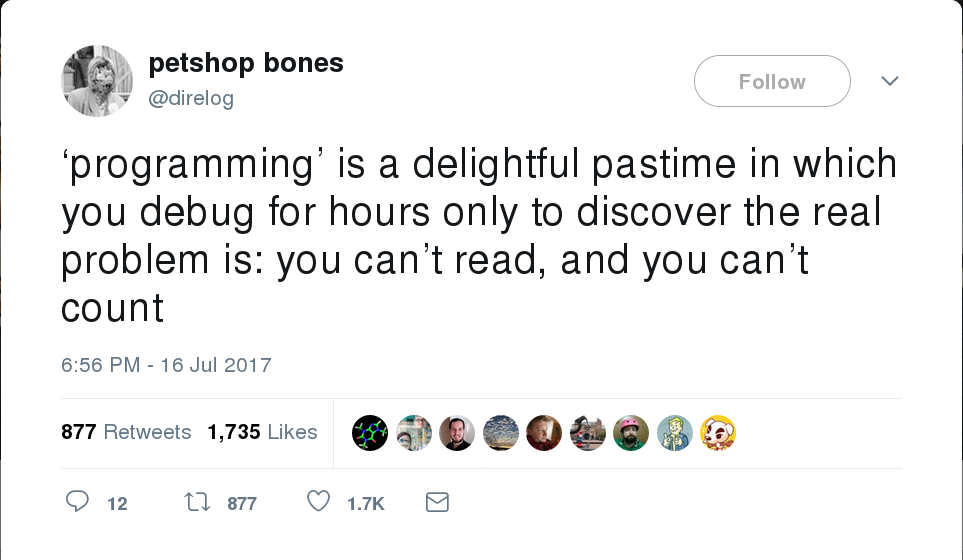 petshop bones
@direlog
Follow
‘programming’ is a delightful pastime in which
you debug for hours only to discover the real
problem is: you can’t read, and you can’t
count
6:56 PM - 16 Jul 2017
877 Retweets 1,735 Likes
12 877 1.7K